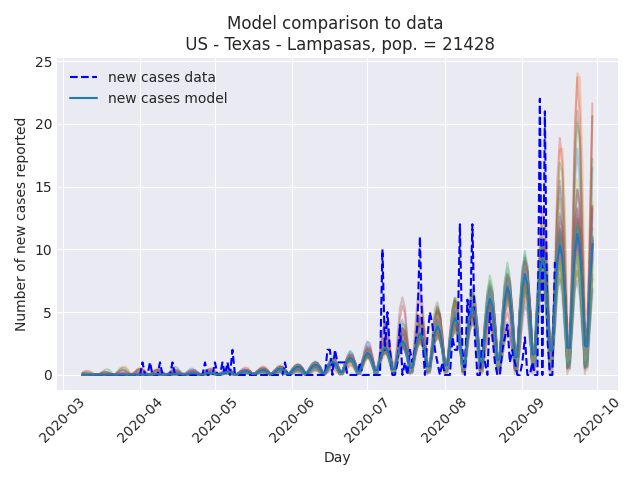 Model comparison to data
US - Texas - Lampasas, pop. = 21428
new cases data
new cases model
Number of new cases reported
25
20
15
10
5
0
2020-03
2020-04
2020-05
2020-06
2020-07
2020-08
2020-09
2020-10
Day